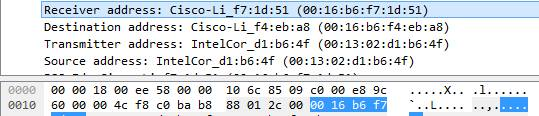 Receiver address: Cisco-Li_f7:1d:51 (00:16:b6:f7:1d:51)
Destination address: Cisco-Li_f4:eb:a8 (00:16:b6:f4:eb:a8)
Transmitter address: IntelCor_d1:b6:4f (00:13:02:d1:b6:4f)
Source address: IntelCor_d1:b6:4f (00:13:02:d1:b6:4f)
0000 00 00 18 00 ee 58 00 00 10 6c 85 09 c0 00 e8 9c .....X.. .l......
0010 60 00 00 4c f8 c0 ba b8 88 01 2c 00 00 16 b6 f7 `..L.... ..,.....